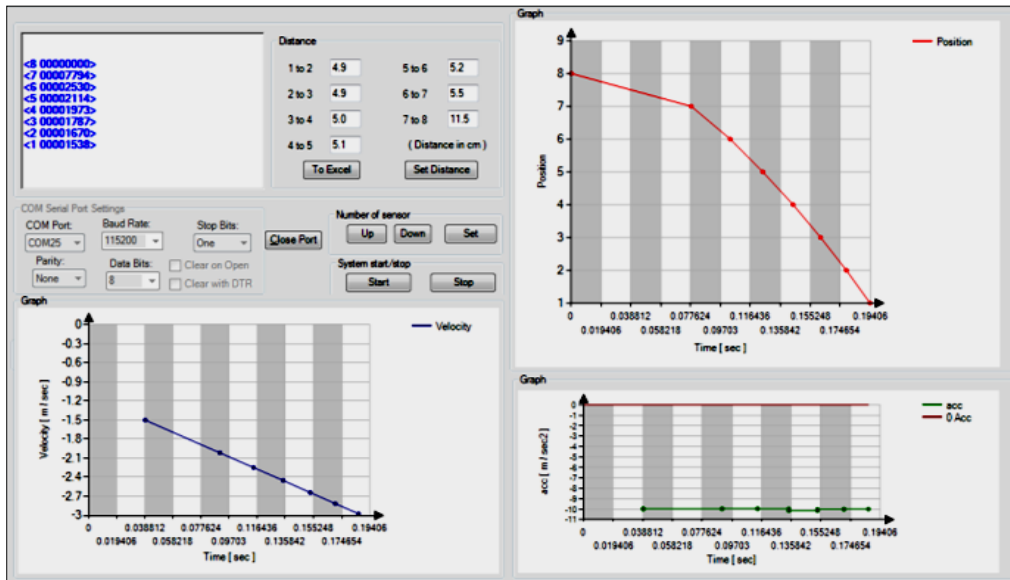 <8 00000000>
<7 00007794>
<6 00002530>
<5 00002114>
<4 00001973>
<3 00001787>
<2 00001670>
<1 00001538>
Distance
1 to 2 4.9 5 to 6 5.2
2 to 3 4.9 6 to 7 5.5
3 to 4 5.0 7 to 8 11.5
4 to 5 5.1 ( Distance in cm )
To Excel Set Distance
COM Serial Port Settings
COM Port: Baud Rate: Stop Bits:
COM25 115200 One
Parity: Data Bits: Clear on Open
None 8 Clear with DTR
Close Port
Number of sensor
Up Down Set
System start/stop
Start Stop
Graph
Position
9
8
7
6
5
4
3
2
1
Position
0 0.038812 0.077624 0.116436 0.155248 0.19406
0.019406 0.058218 0.09703 0.135842 0.174654
Time [ sec ]
Graph
Velocity
0
-0.3
-0.6
-0.9
-1.2
-1.5
-1.8
-2.1
-2.4
-2.7
-3
Velocity [ m / sec ]
0 0.038812 0.077624 0.116436 0.155248 0.19406
0.019406 0.058218 0.09703 0.135842 0.174654
Time [ sec ]
Graph
acc
0 Acc
0
-1
-2
-3
-4
-5
-6
-7
-8
-9
-10
-11
acc [ m / sec2 ]
0 0.038812 0.077624 0.116436 0.155248 0.19406
0.019406 0.058218 0.09703 0.135842 0.174654
Time [ sec]